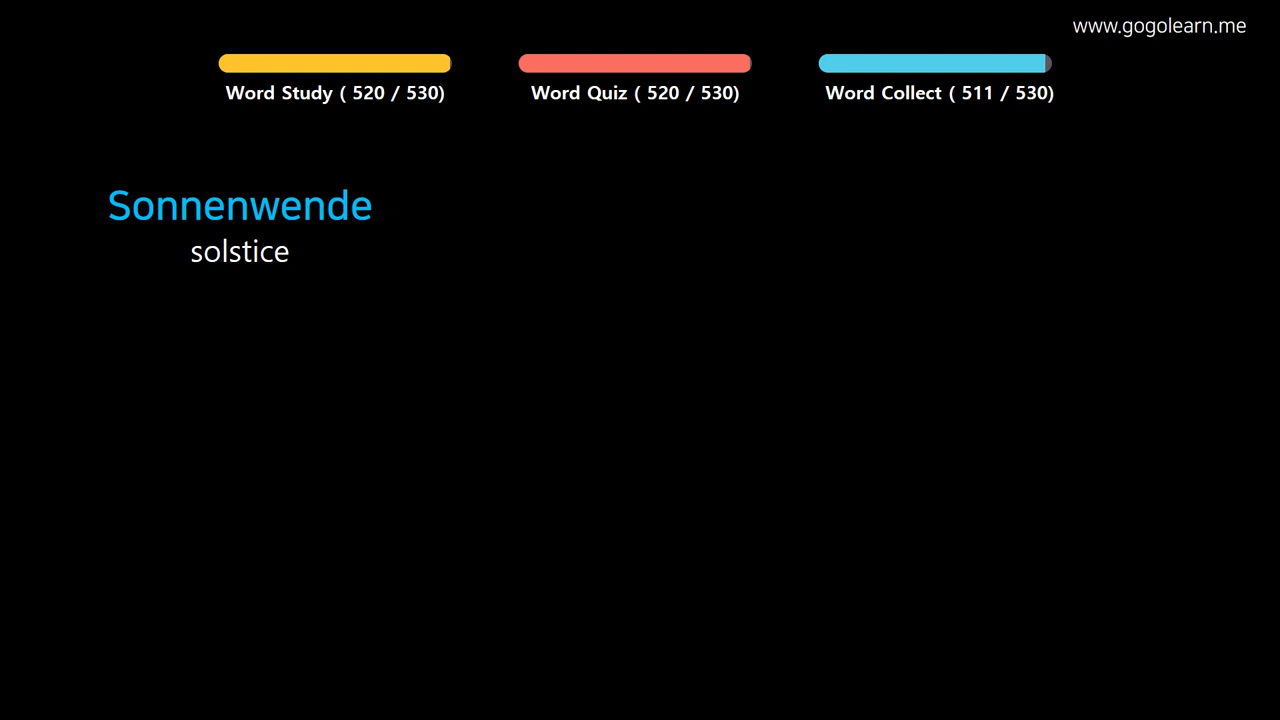 www.gogolearn.me
Word Study ( 520 / 530)
Word Quiz ( 520 / 530)
Word Collect ( 511 / 530)
Sonnenwende
solstice